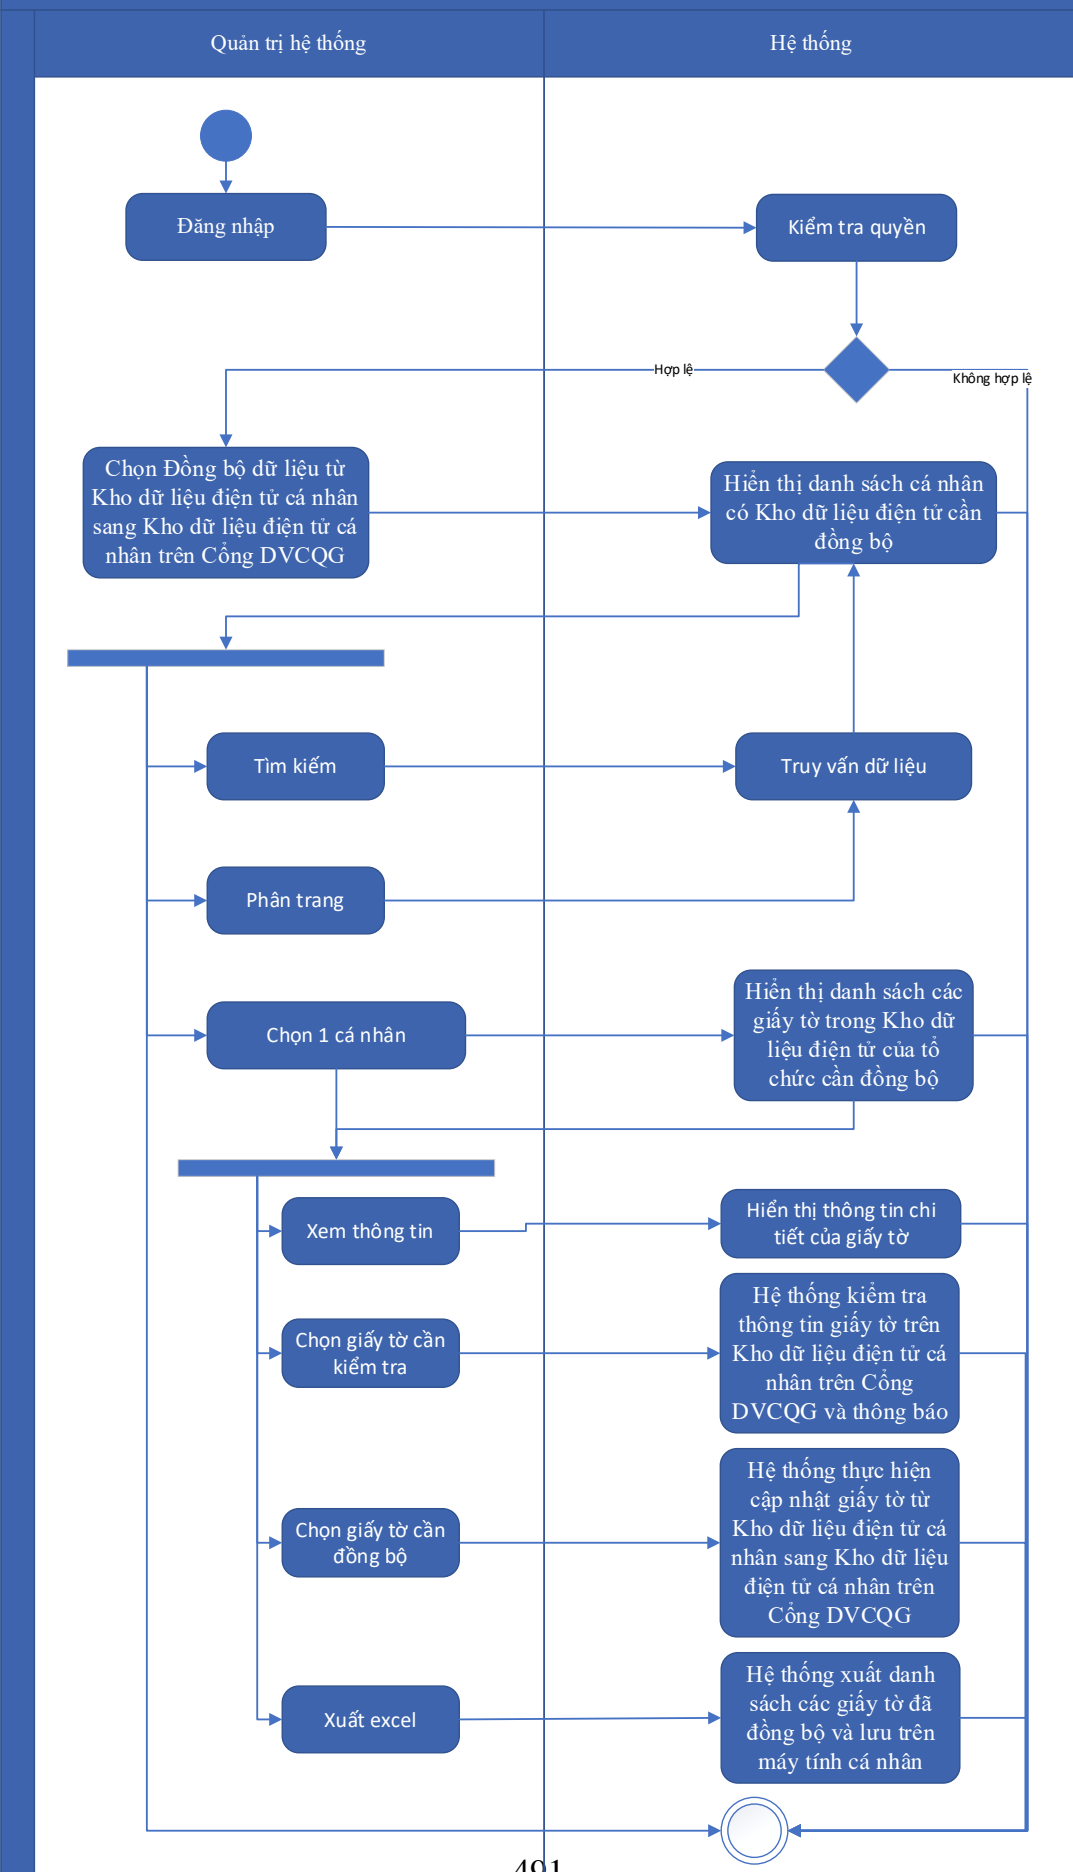 Quản trị hệ thống
Hệ thống
Đăng nhập
Kiểm tra quyền
Hợp lệ
Không hợp lệ
Chọn Đồng bộ dữ liệu từ
Kho dữ liệu điện tử cá nhân
sang Kho dữ liệu điện tử cá
nhân trên Cổng DVCQG
Hiển thị danh sách cá nhân
có Kho dữ liệu điện tử cần
đồng bộ
Tìm kiếm
Truy vấn dữ liệu
Phân trang
Chọn 1 cá nhân
Hiển thị danh sách các
giấy tờ trong Kho dữ
liệu điện tử của tổ
chức cần đồng bộ
Xem thông tin
Hiển thị thông tin chi
tiết của giấy tờ
Chọn giấy tờ cần
kiểm tra
Hệ thống kiểm tra
thông tin giấy tờ trên
Kho dữ liệu điện tử cá
nhân trên Cổng
DVCQG và thông báo
Chọn giấy tờ cần
đồng bộ
Hệ thống thực hiện
cập nhật giấy tờ từ
Kho dữ liệu điện tử cá
nhân sang Kho dữ liệu
điện tử cá nhân trên
Cổng DVCQG
Xuất excel
Hệ thống xuất danh
sách các giấy tờ đã
đồng bộ và lưu trên
máy tính cá nhân
491